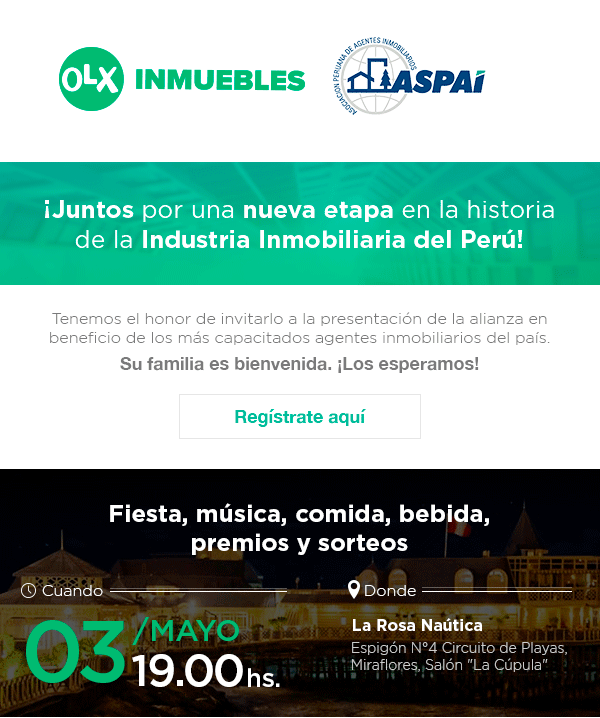 OLX INMUEBLES
ASOCIACION PERUANA DE AGENTES INMOBILIARIOS
ASPAI
¡Juntos por una nueva etapa en la historia
de la Industria Inmobiliaria del Perú!
Tenemos el honor de invitarlo a la presentación de la alianza en
beneficio de los más capacitados agentes inmobiliarios del país.
Su familia es bienvenida. ¡Los esperamos!
Regístrate aquí
Fiesta, música, comida, bebida,
premios y sorteos
Cuando
03 /MAYO
19.00 hs.
Donde
La Rosa Naútica
Espigón N°4 Circuito de Playas,
Miraflores, Salón "La Cúpula"